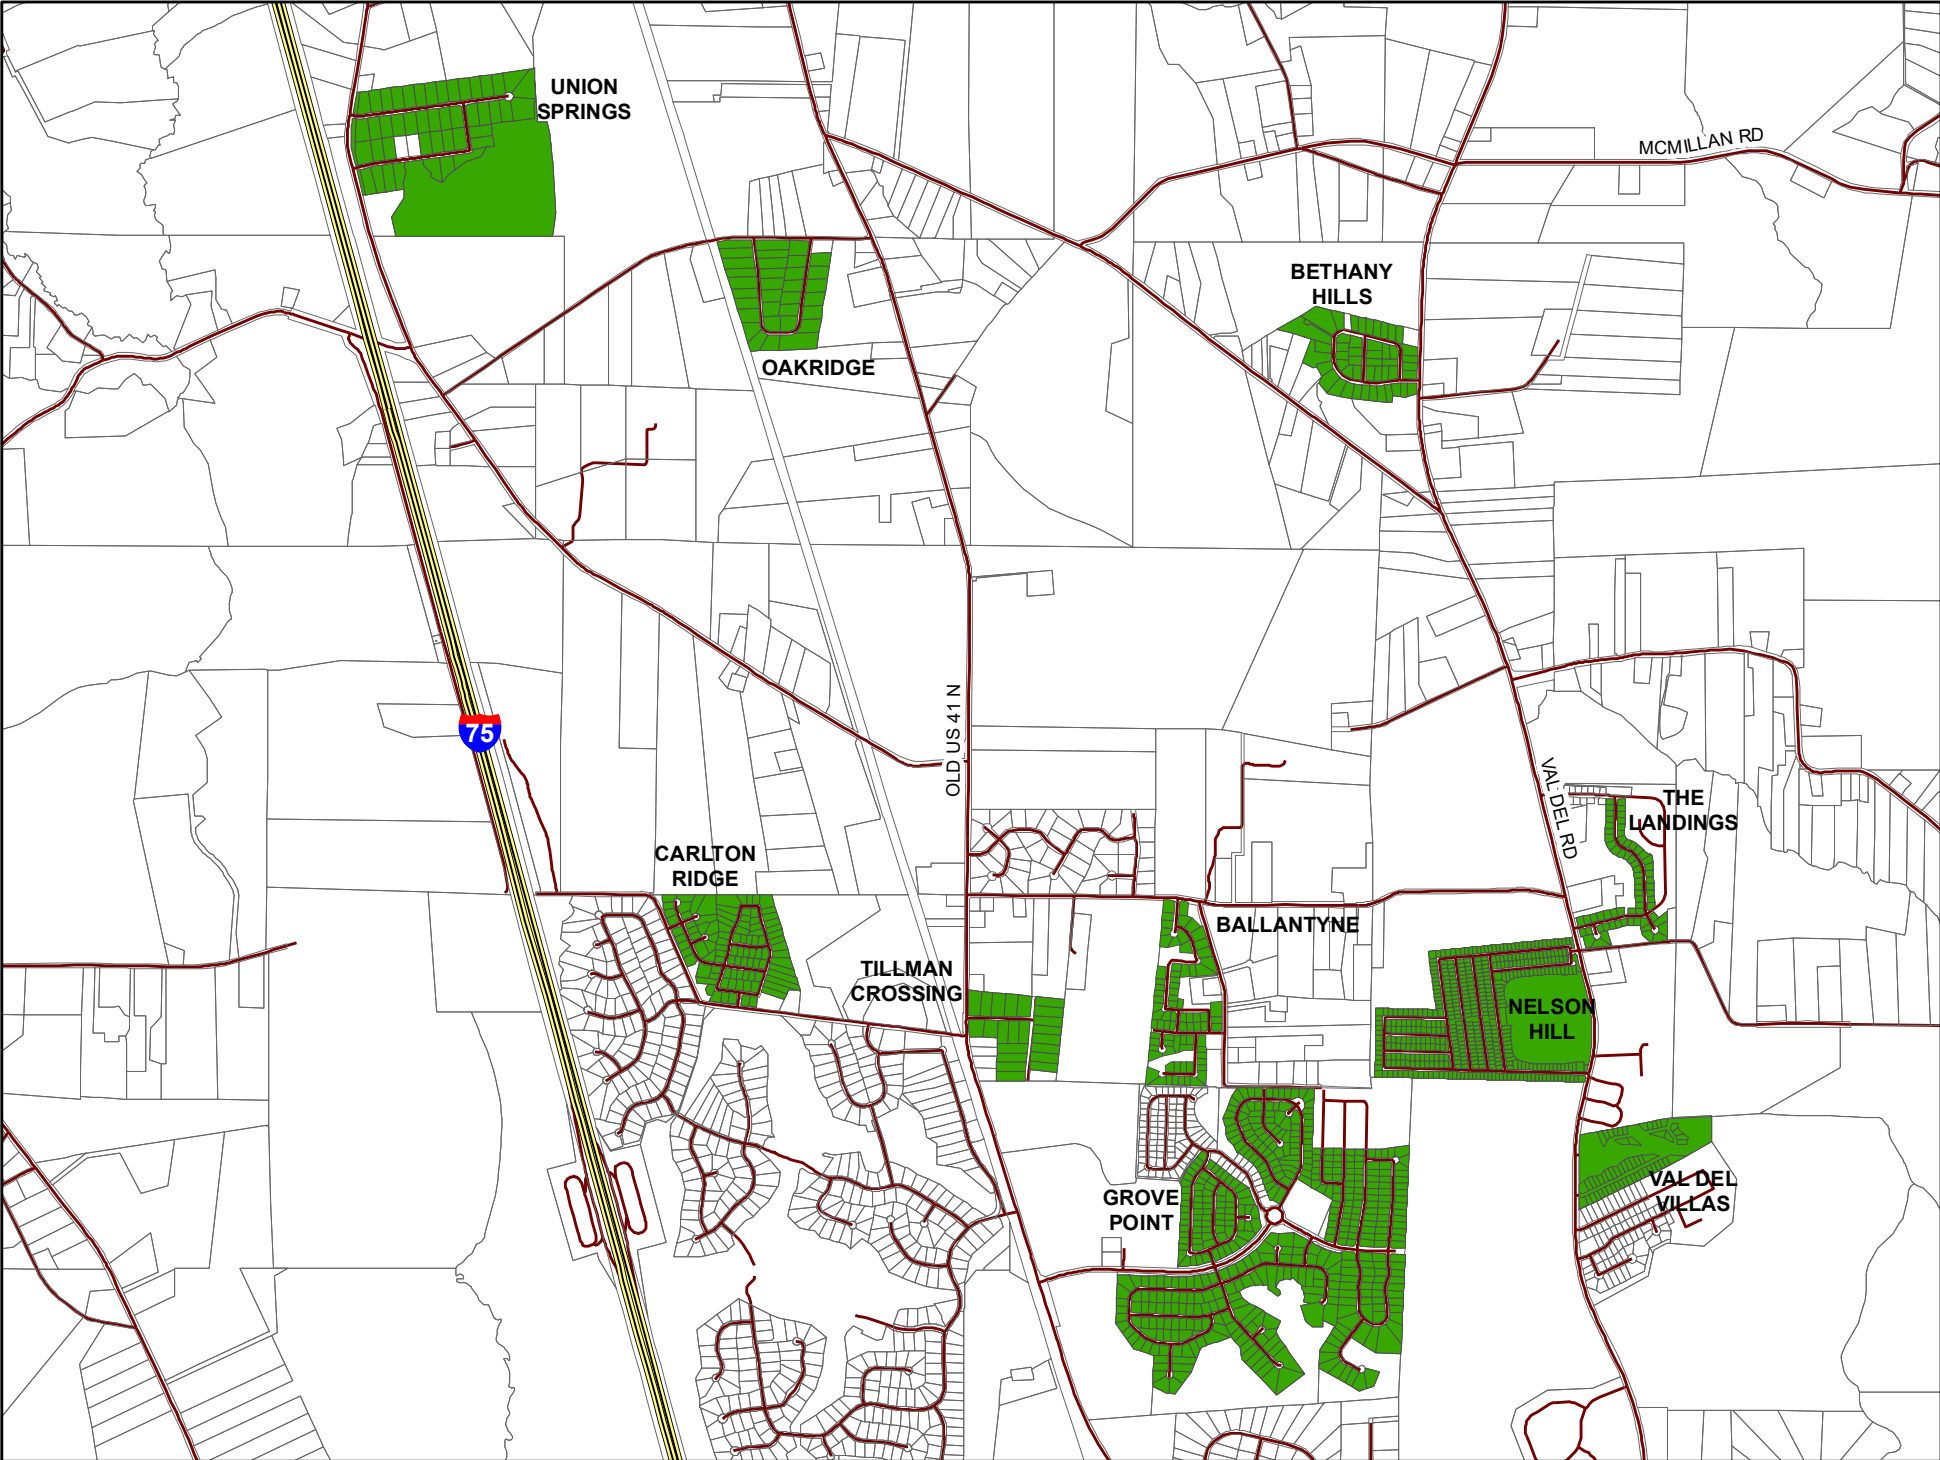 UNION
SPRINGS
MCMILLAN RD
BETHANY
HILLS
OAKRIDGE
OLD US 41 N
75
VAL DEL RD
THE
LANDINGS
CARLTON
RIDGE
BALLANTYNE
TILLMAN
CROSSING
NELSON
HILL
VAL DEL
VILLAS
GROVE
POINT